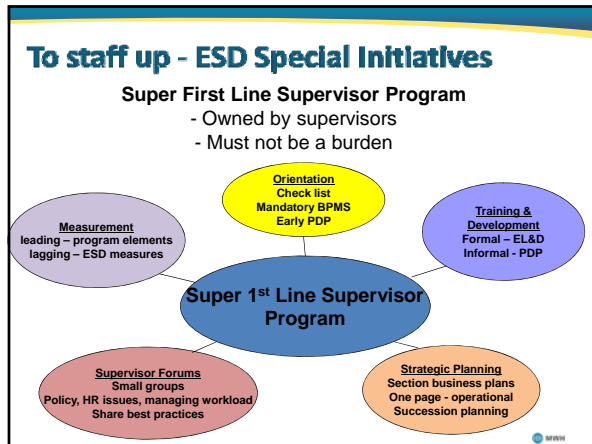 To staff up - ESD Special Initiatives
Super First Line Supervisor Program
- Owned by supervisors
- Must not be a burden
Orientation
Check list
Mandatory BPMS
Early PDP
Measurement
leading – program elements
lagging – ESD measures
Training &
Development
Formal – EL&D
Informal - PDP
Super 1st Line Supervisor
Program
Supervisor Forums
Small groups
Policy, HR issues, managing workload
Share best practices
Strategic Planning
Section business plans
One page - operational
Succession planning
MWH